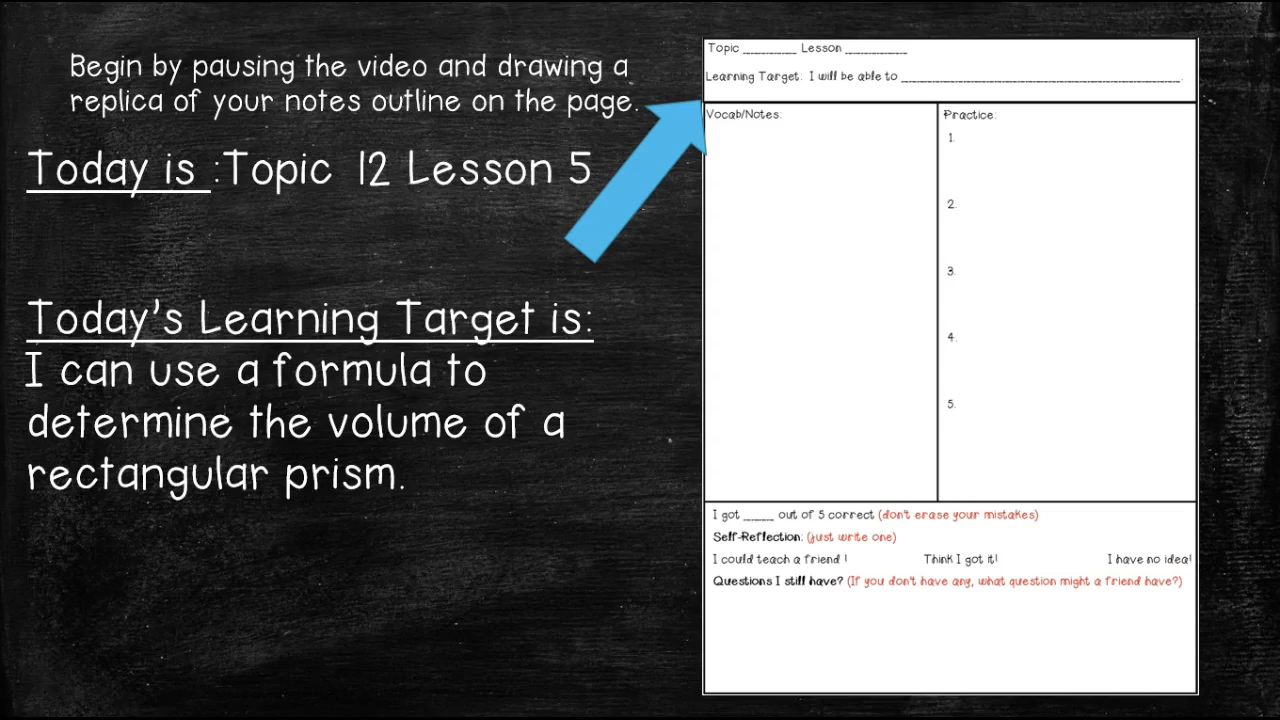 Begin by pausing the video and drawing a
replica of your notes outline on the page.
Today is :Topic 12 Lesson 5
Today's Learning Target is:
I can use a formula to
determine the volume of a
rectangular prism.
Topic ________ Lesson _________
Learning Target: I will be able to ________________________________________.
Vocab/Notes:
Practice:
1.
2.
3.
4.
5.
I got _____ out of 5 correct (don't erase your mistakes)
Self-Reflection: (just write one)
I could teach a friend ! Think I got it! I have no idea!
Questions I still have? (If you don't have any, what question might a friend have?)